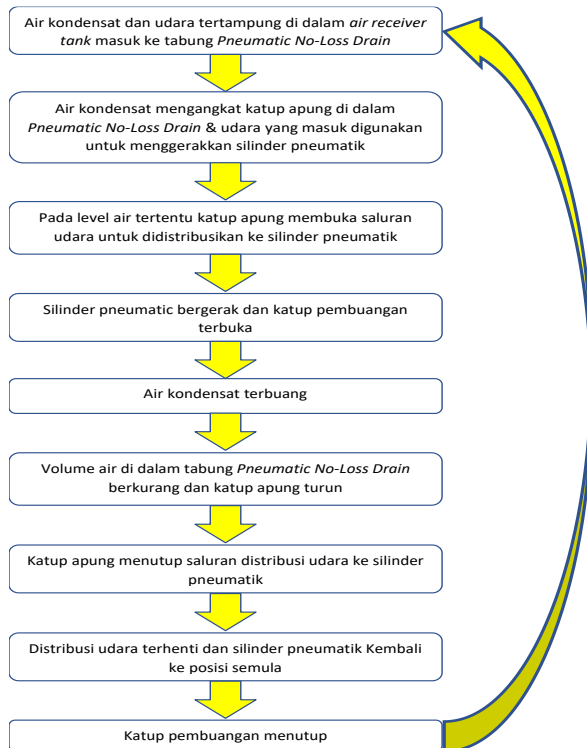 Air kondensat dan udara tertampung di dalam air receiver
tank masuk ke tabung Pneumatic No-Loss Drain
Air kondensat mengangkat katup apung di dalam
Pneumatic No-Loss Drain & udara yang masuk digunakan
untuk menggerakkan silinder pneumatik
Pada level air tertentu katup apung membuka saluran
udara untuk didistribusikan ke silinder pneumatik
Silinder pneumatic bergerak dan katup pembuangan
terbuka
Air kondensat terbuang
Volume air di dalam tabung Pneumatic No-Loss Drain
berkurang dan katup apung turun
Katup apung menutup saluran distribusi udara ke silinder
pneumatik
Distribusi udara terhenti dan silinder pneumatik Kembali
ke posisi semula
Katup pembuangan menutup